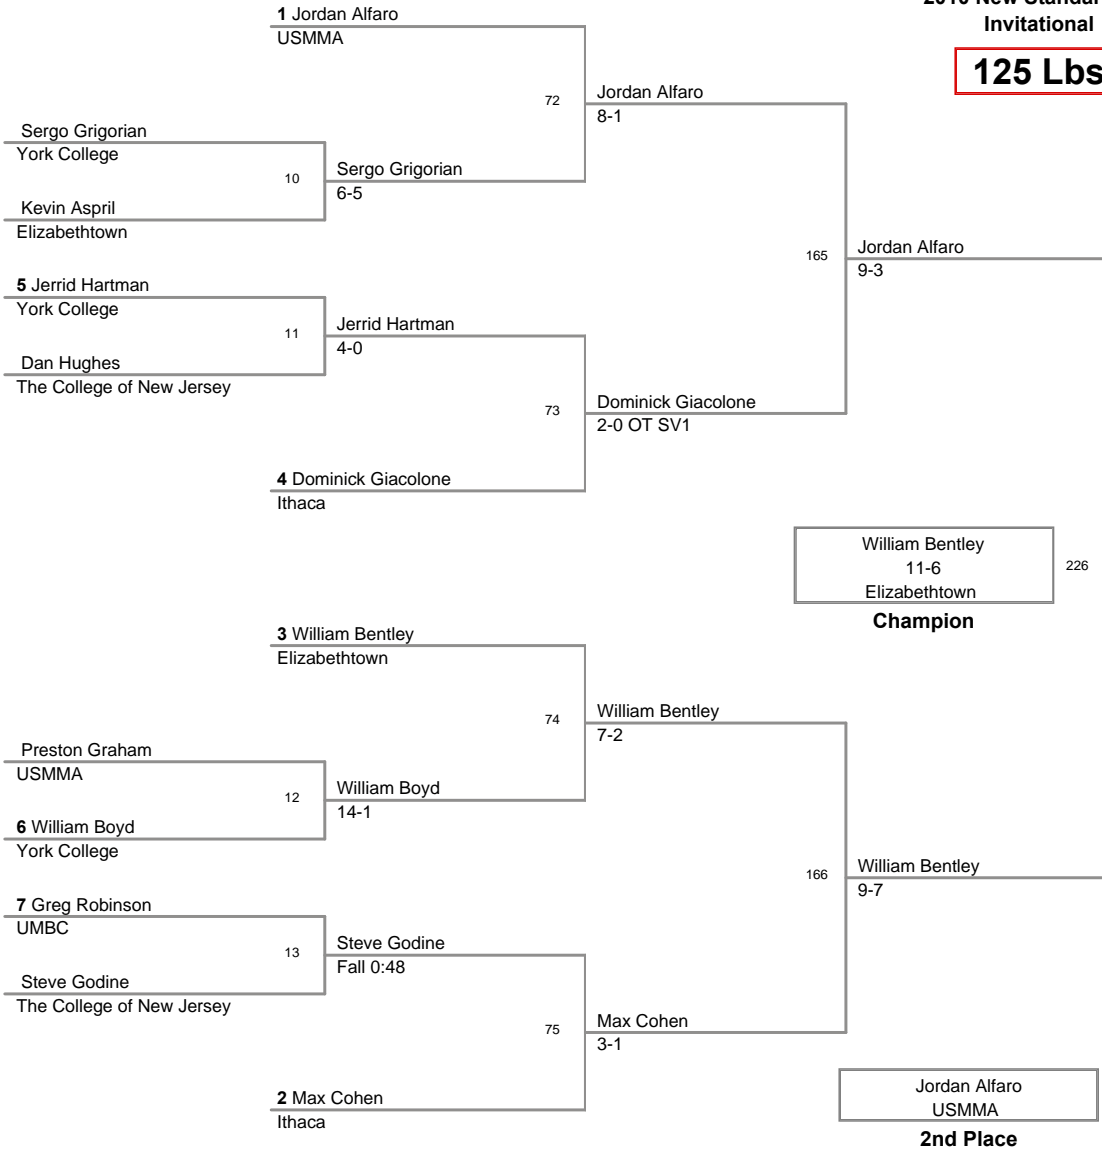 2010 New Standar
Invitational
125 Lbs
1 Jordan Alfaro
USMMA
72
Jordan Alfaro
8-1
Sergo Grigorian
York College
10
Sergo Grigorian
6-5
Kevin Aspril
Elizabethtown
165
Jordan Alfaro
9-3
5 Jerrid Hartman
York College
11
Jerrid Hartman
4-0
Dan Hughes
The College of New Jersey
73
Dominick Giacolone
2-0 OT SV1
4 Dominick Giacolone
Ithaca
William Bentley
11-6
Elizabethtown
226
Champion
3 William Bentley
Elizabethtown
74
William Bentley
7-2
Preston Graham
USMMA
12
William Boyd
14-1
6 William Boyd
York College
166
William Bentley
9-7
7 Greg Robinson
UMBC
13
Steve Godine
Fall 0:48
Steve Godine
The College of New Jersey
75
Max Cohen
3-1
2 Max Cohen
Ithaca
Jordan Alfaro
USMMA
2nd Place